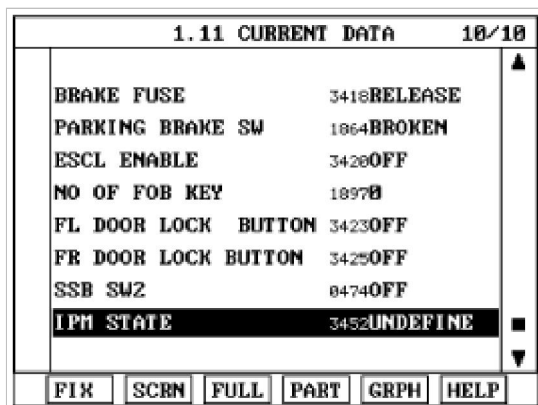 1.11 CURRENT DATA 10/10
BRAKE FUSE 3418RELEASE
PARKING BRAKE SW 1864BROKEN
ESCL ENABLE 3420OFF
NO OF FOB KEY 18970
FL DOOR LOCK BUTTON 3423OFF
FR DOOR LOCK BUTTON 3425OFF
SSB SW2 0474OFF
IPM STATE 3452UNDEFINE
FIX SCRN FULL PART GRPH HELP